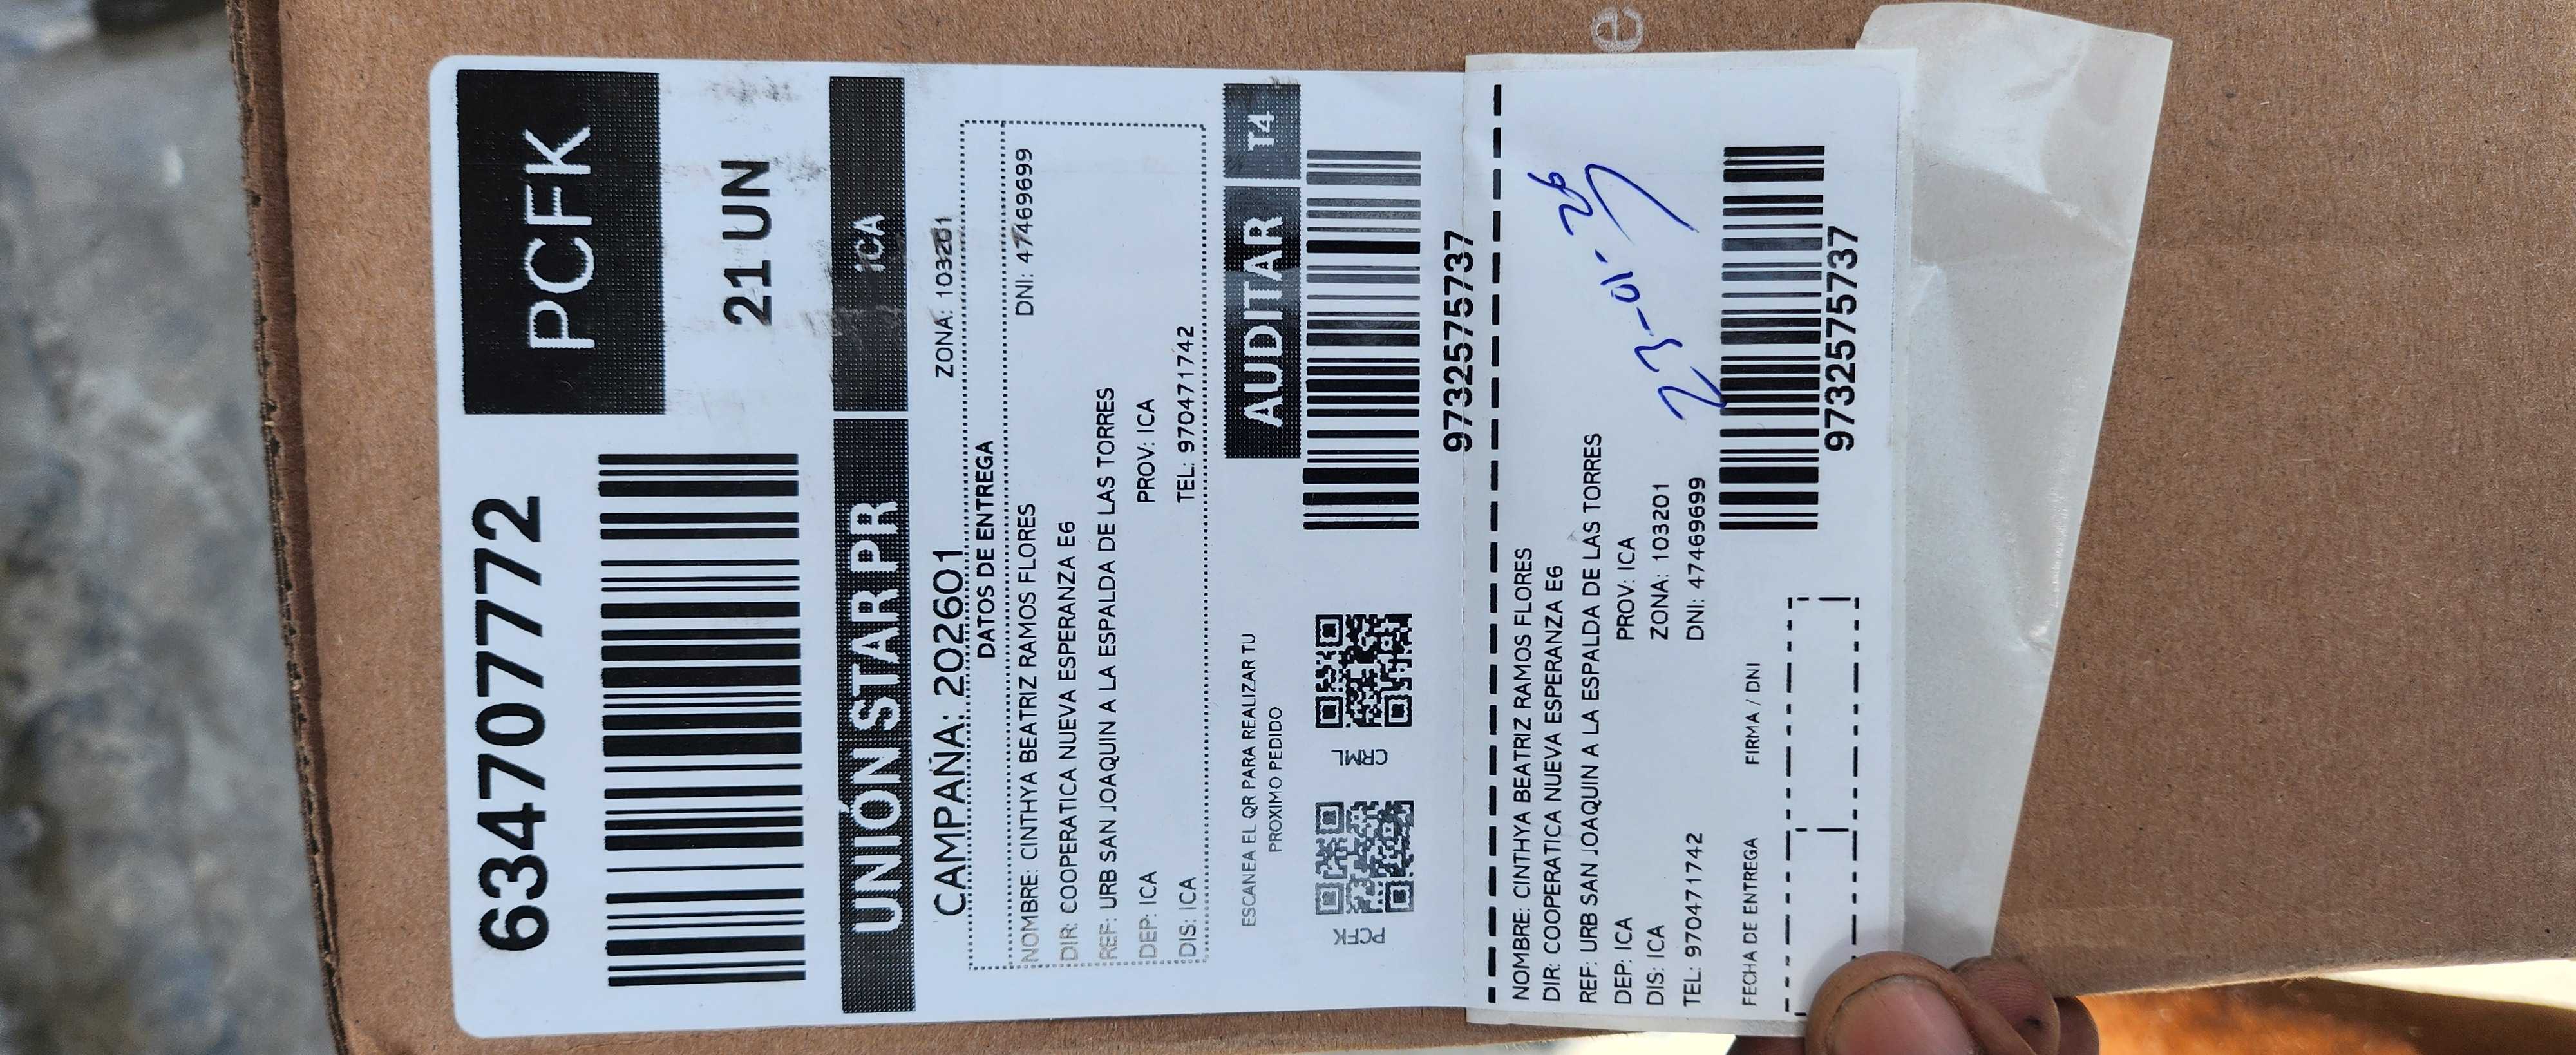 634707772
PCFK
21 UN
UNIÓN STAR PR
ICA
CAMPAÑA: 202601
ZONA: 103201
DATOS DE ENTREGA
NOMBRE: CINTHYA BEATRIZ RAMOS FLORES
DNI: 47469699
DIR: COOPERATICA NUEVA ESPERANZA E6
REF: URB SAN JOAQUIN A LA ESPALDA DE LAS TORRES
DEP: ICA
PROV: ICA
DIS: ICA
TEL: 970471742
ESCANEA EL QR PARA REALIZAR TU
PROXIMO PEDIDO
AUDITAR
T4
PCFK
CRML
9732575737
NOMBRE: CINTHYA BEATRIZ RAMOS FLORES
DIR: COOPERATICA NUEVA ESPERANZA E6
REF: URB SAN JOAQUIN A LA ESPALDA DE LAS TORRES
DEP: ICA
PROV: ICA
DIS: ICA
ZONA: 103201
TEL: 970471742
DNI: 47469699
23-01-26
FECHA DE ENTREGA
FIRMA / DNI
9732575737
e